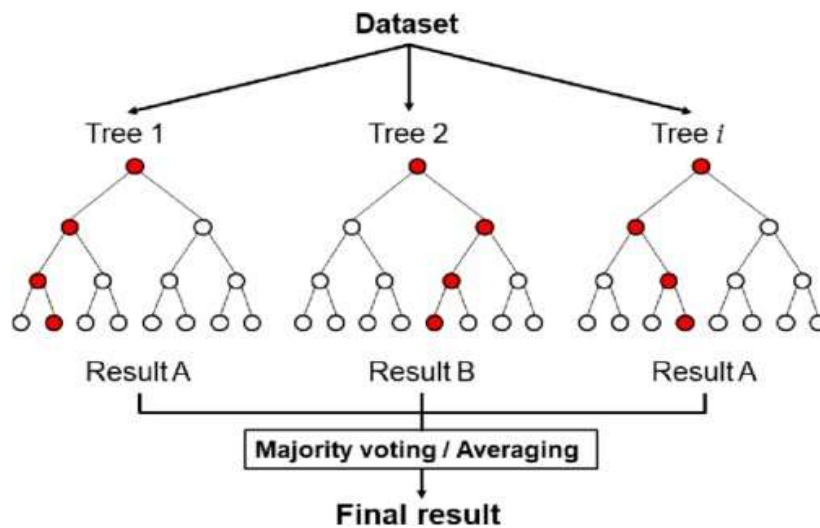 Dataset
Tree 1
Tree 2
Tree i
Result A
Result B
Result A
Majority voting / Averaging
Final result